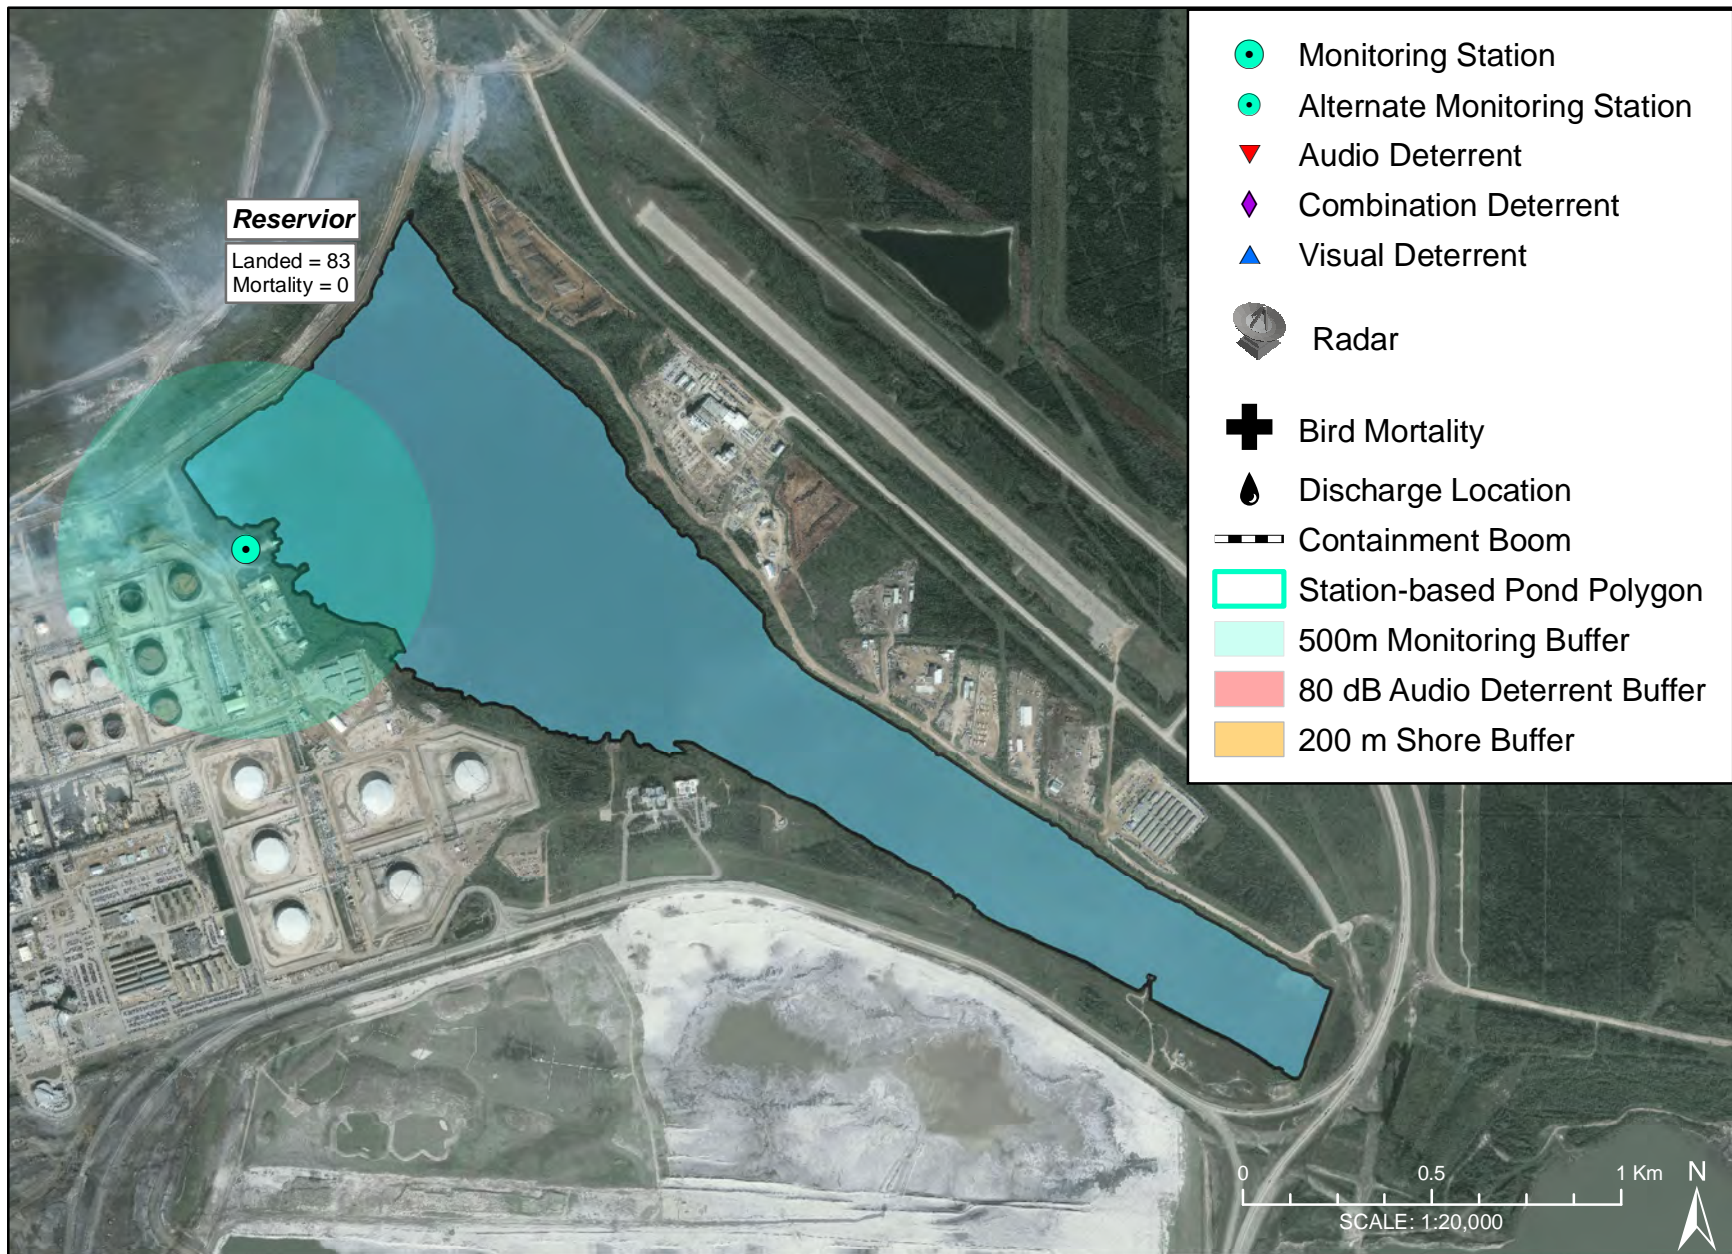 Reservior
Landed = 83
Mortality = 0
Monitoring Station
Alternate Monitoring Station
Audio Deterrent
Combination Deterrent
Visual Deterrent
Radar
Bird Mortality
Discharge Location
Containment Boom
Station-based Pond Polygon
500m Monitoring Buffer
80 dB Audio Deterrent Buffer
200 m Shore Buffer
0 0.5 1 Km N
SCALE: 1:20,000